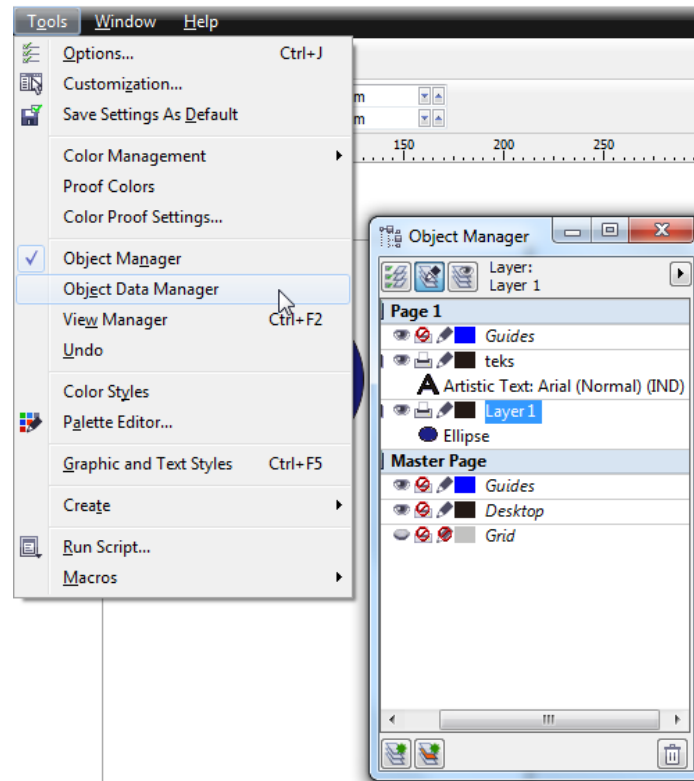 Tools Window Help
Options... Ctrl+J
Customization...
Save Settings As Default
Color Management
Proof Colors
Color Proof Settings...
Object Manager
Object Data Manager
View Manager Ctrl+F2
Undo
Color Styles
Palette Editor...
Graphic and Text Styles Ctrl+F5
Create
Run Script...
Macros
m
m
150 200 250
Object Manager
Layer:
Layer 1
Page 1
Guides
teks
A Artistic Text: Arial (Normal) (IND)
Layer 1
Ellipse
Master Page
Guides
Desktop
Grid